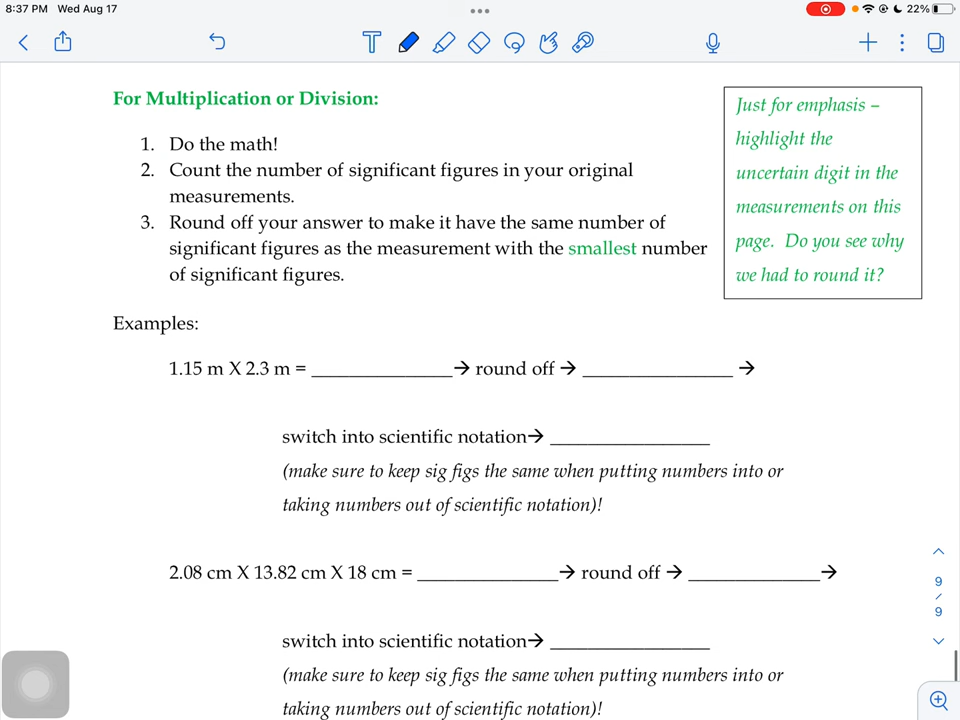 8:37 PM Wed Aug 17
22%
For Multiplication or Division:
1. Do the math!
2. Count the number of significant figures in your original
measurements.
3. Round off your answer to make it have the same number of
significant figures as the measurement with the smallest number
of significant figures.
Just for emphasis –
highlight the
uncertain digit in the
measurements on this
page. Do you see why
we had to round it?
Examples:
1.15 m X 2.3 m = _______________→ round off → ________________ →
switch into scientific notation→ _________________
(make sure to keep sig figs the same when putting numbers into or
taking numbers out of scientific notation)!
2.08 cm X 13.82 cm X 18 cm = _______________→ round off → ______________→
switch into scientific notation→ _________________
(make sure to keep sig figs the same when putting numbers into or
taking numbers out of scientific notation)!
9
/
9